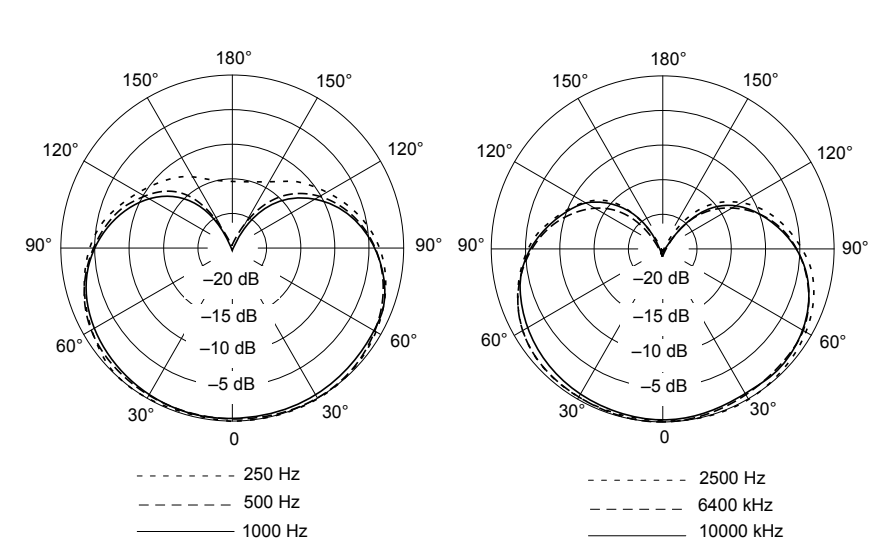 180°
150° 150°
120° 120°
90° 90°
–20 dB
–15 dB
–10 dB
–5 dB
60° 60°
30° 30°
0
250 Hz
500 Hz
1000 Hz
180°
150° 150°
120° 120°
90° 90°
–20 dB
–15 dB
–10 dB
–5 dB
60° 60°
30° 30°
0
2500 Hz
6400 kHz
10000 kHz